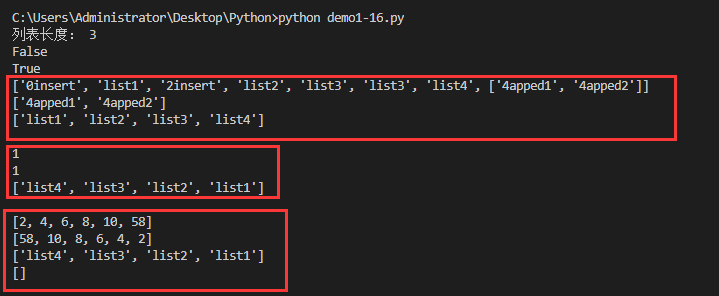 C:\Users\Administrator\Desktop\Python>python demo1-16.py
列表长度： 3
False
True
['0insert', 'list1', '2insert', 'list2', 'list3', 'list3', 'list4', ['4apped1', '4apped2']]
['4apped1', '4apped2']
['list1', 'list2', 'list3', 'list4']
1
1
['list4', 'list3', 'list2', 'list1']
[2, 4, 6, 8, 10, 58]
[58, 10, 8, 6, 4, 2]
['list4', 'list3', 'list2', 'list1']
[]